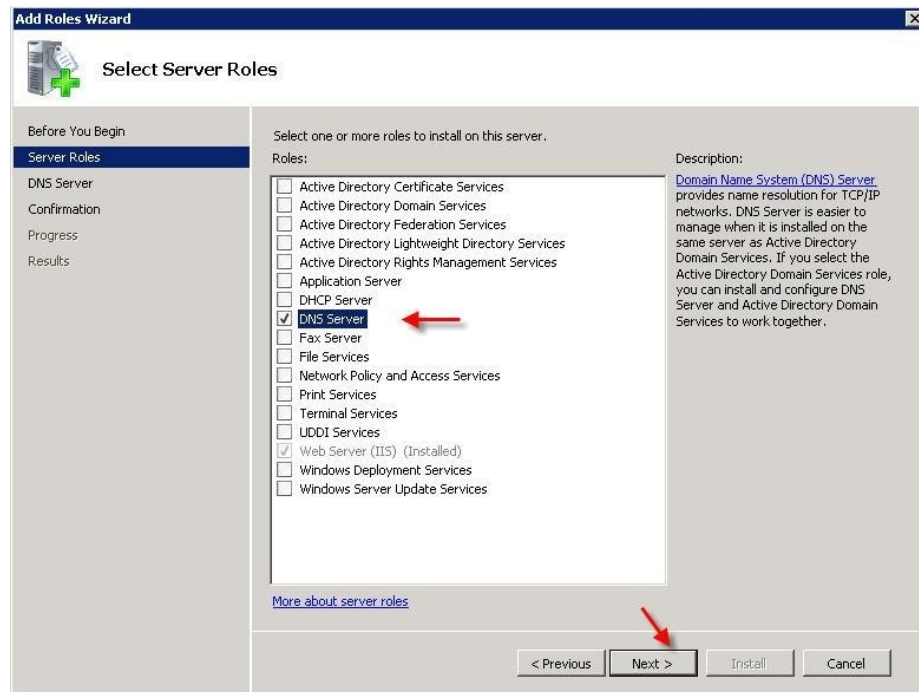 Add Roles Wizard
Select Server Roles
Before You Begin
Server Roles
DNS Server
Confirmation
Progress
Results
Select one or more roles to install on this server.
Roles:
Active Directory Certificate Services
Active Directory Domain Services
Active Directory Federation Services
Active Directory Lightweight Directory Services
Active Directory Rights Management Services
Application Server
DHCP Server
DNS Server
Fax Server
File Services
Network Policy and Access Services
Print Services
Terminal Services
UDDI Services
Web Server (IIS) (Installed)
Windows Deployment Services
Windows Server Update Services
More about server roles
Description:
Domain Name System (DNS) Server
provides name resolution for TCP/IP
networks. DNS Server is easier to
manage when it is installed on the
same server as Active Directory
Domain Services. If you select the
Active Directory Domain Services role,
you can install and configure DNS
Server and Active Directory Domain
Services to work together.
< Previous
Next >
Install
Cancel